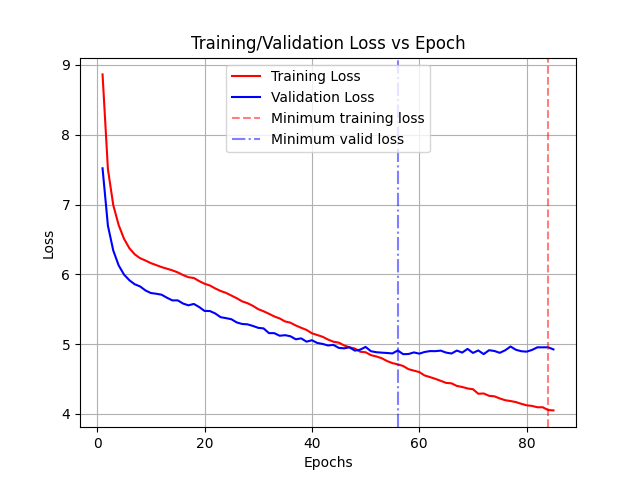 Training/Validation Loss vs Epoch
Training Loss
Validation Loss
Minimum training loss
Minimum valid loss
9
8
7
6
5
4
Loss
0 20 40 60 80
Epochs